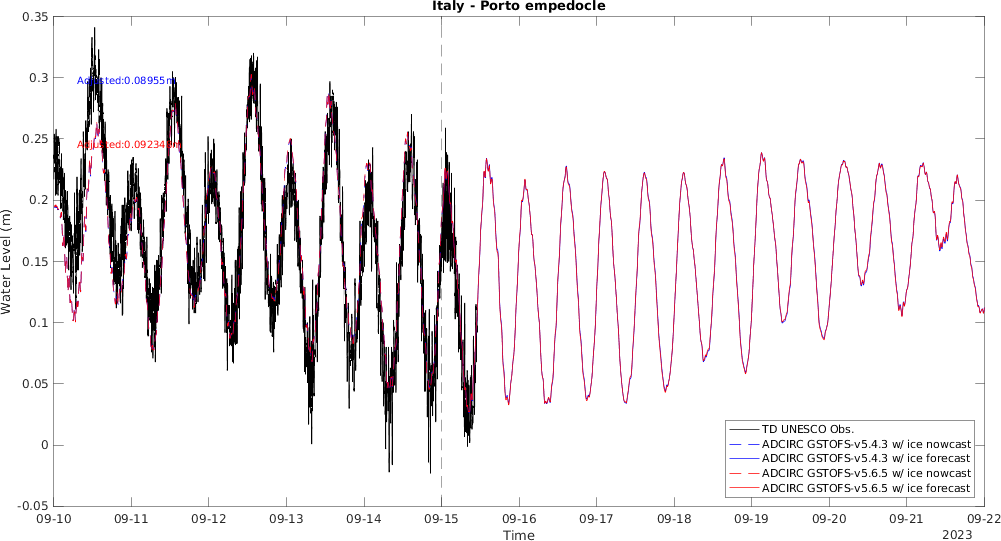 Italy - Porto empedocle
0.35
0.3
0.25
0.2
0.15
0.1
0.05
0
-0.05
Water Level (m)
Adjusted:0.08955m
Adjusted:0.09234m
TD UNESCO Obs.
ADCIRC GSTOFS-v5.4.3 w/ ice nowcast
ADCIRC GSTOFS-v5.4.3 w/ ice forecast
ADCIRC GSTOFS-v5.6.5 w/ ice nowcast
ADCIRC GSTOFS-v5.6.5 w/ ice forecast
09-10 09-11 09-12 09-13 09-14 09-15 09-16 09-17 09-18 09-19 09-20 09-21 09-22
Time
2023